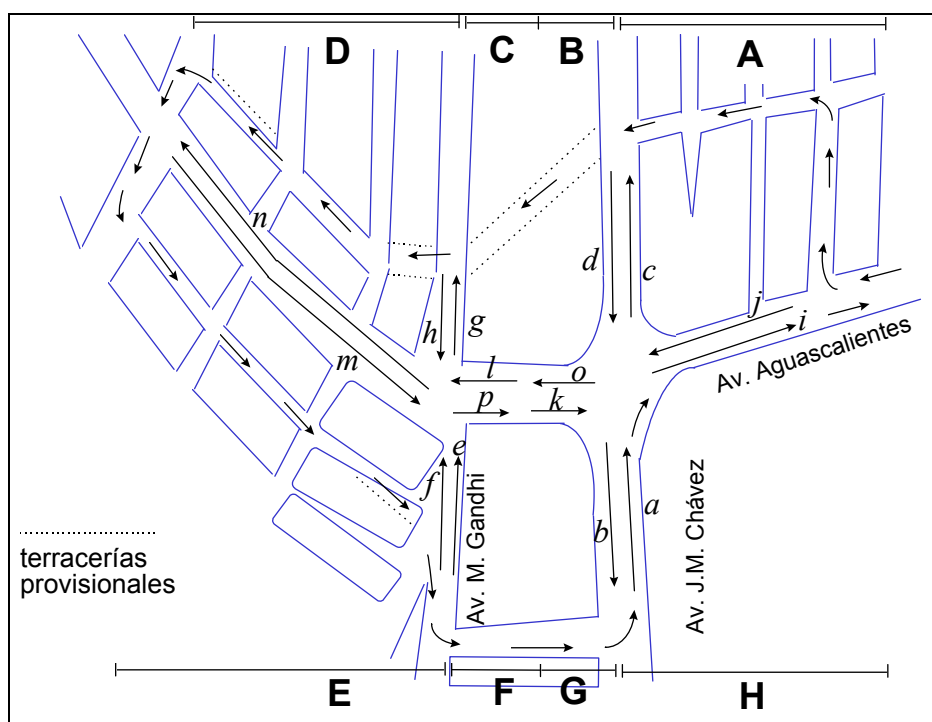 D
C
B
A
n
d
c
j
i
h
g
l
o
m
p
k
Av. Aguascalientes
e
f
a
b
Av. M. Gandhi
Av. J.M. Chávez
terracerías
provisionales
E
F
G
H